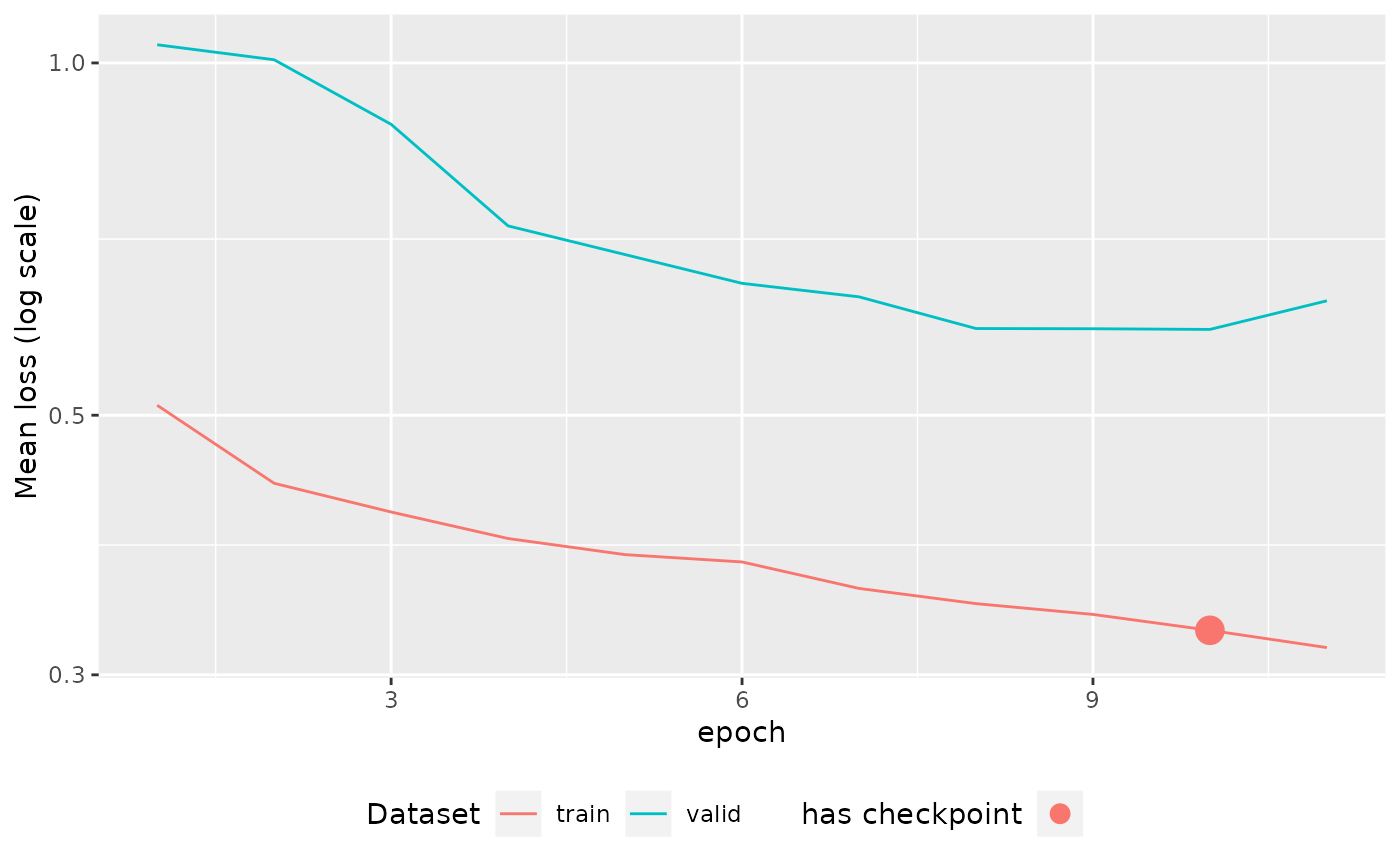 Mean loss (log scale)
1.0
0.5
0.3
3 6 9
epoch
Dataset train valid has checkpoint